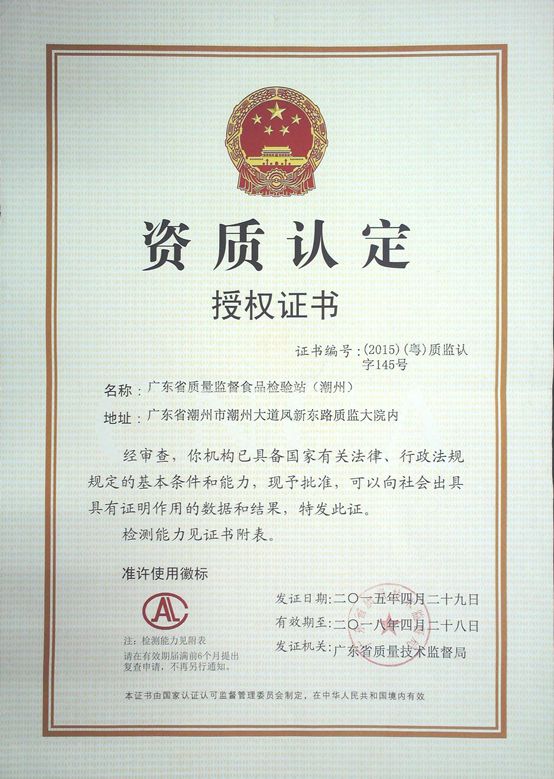 资质认定
授权证书
证书编号：(2015)(粤)质监认
字145号
名称：广东省质量监督食品检验站（潮州）
地址：广东省潮州市潮州大道凤新东路质监大院内
经审查，你机构已具备国家有关法律、行政法规
规定的基本条件和能力，现予批准，可以向社会出具
具有证明作用的数据和结果，特发此证。
检测能力见证书附表。
准许使用徽标
CAL
发证日期：二〇一五年四月二十九日
有效期至：二〇一八年四月二十八日
发证机关：广东省质量技术监督局
注：检测能力见附表
请在有效期届满前6个月提出
复查申请，不再另行通知。
本证书由国家认证认可监督管理委员会制定，在中华人民共和国境内有效